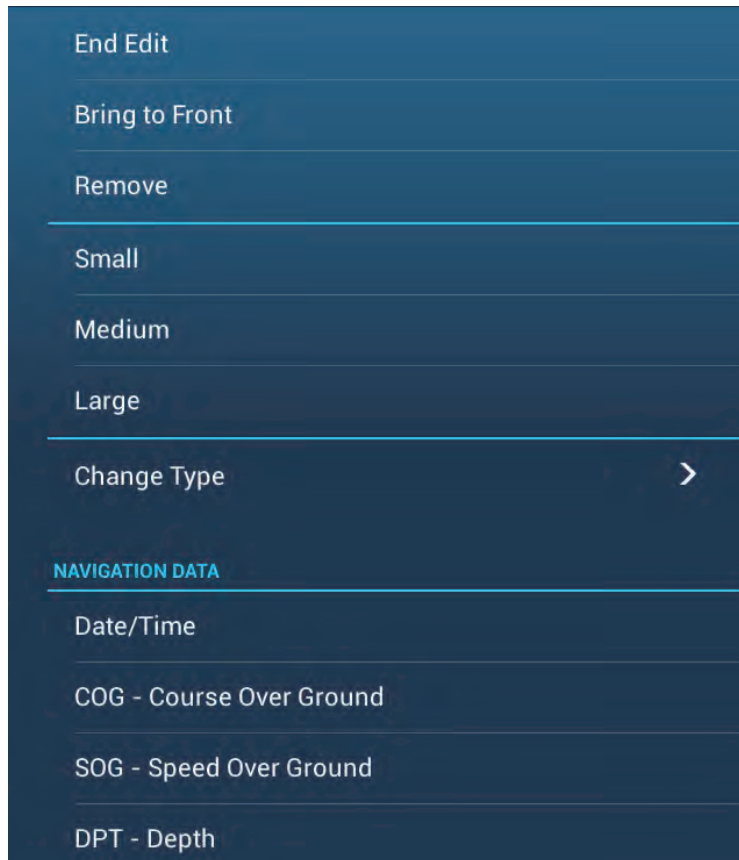 End Edit
Bring to Front
Remove
Small
Medium
Large
Change Type
NAVIGATION DATA
Date/Time
COG - Course Over Ground
SOG - Speed Over Ground
DPT - Depth